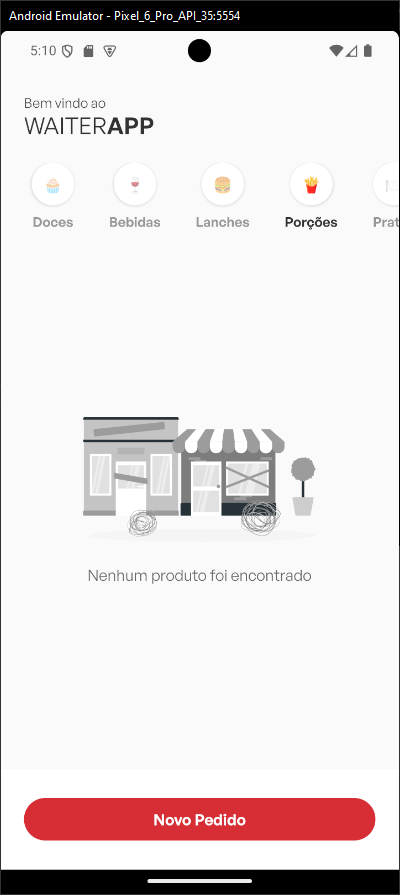 Android Emulator - Pixel_6_Pro_API_35:5554
5:10
Bem vindo ao
WAITERAPP
Doces Bebidas Lanches Porções Prat
Nenhum produto foi encontrado
Novo Pedido